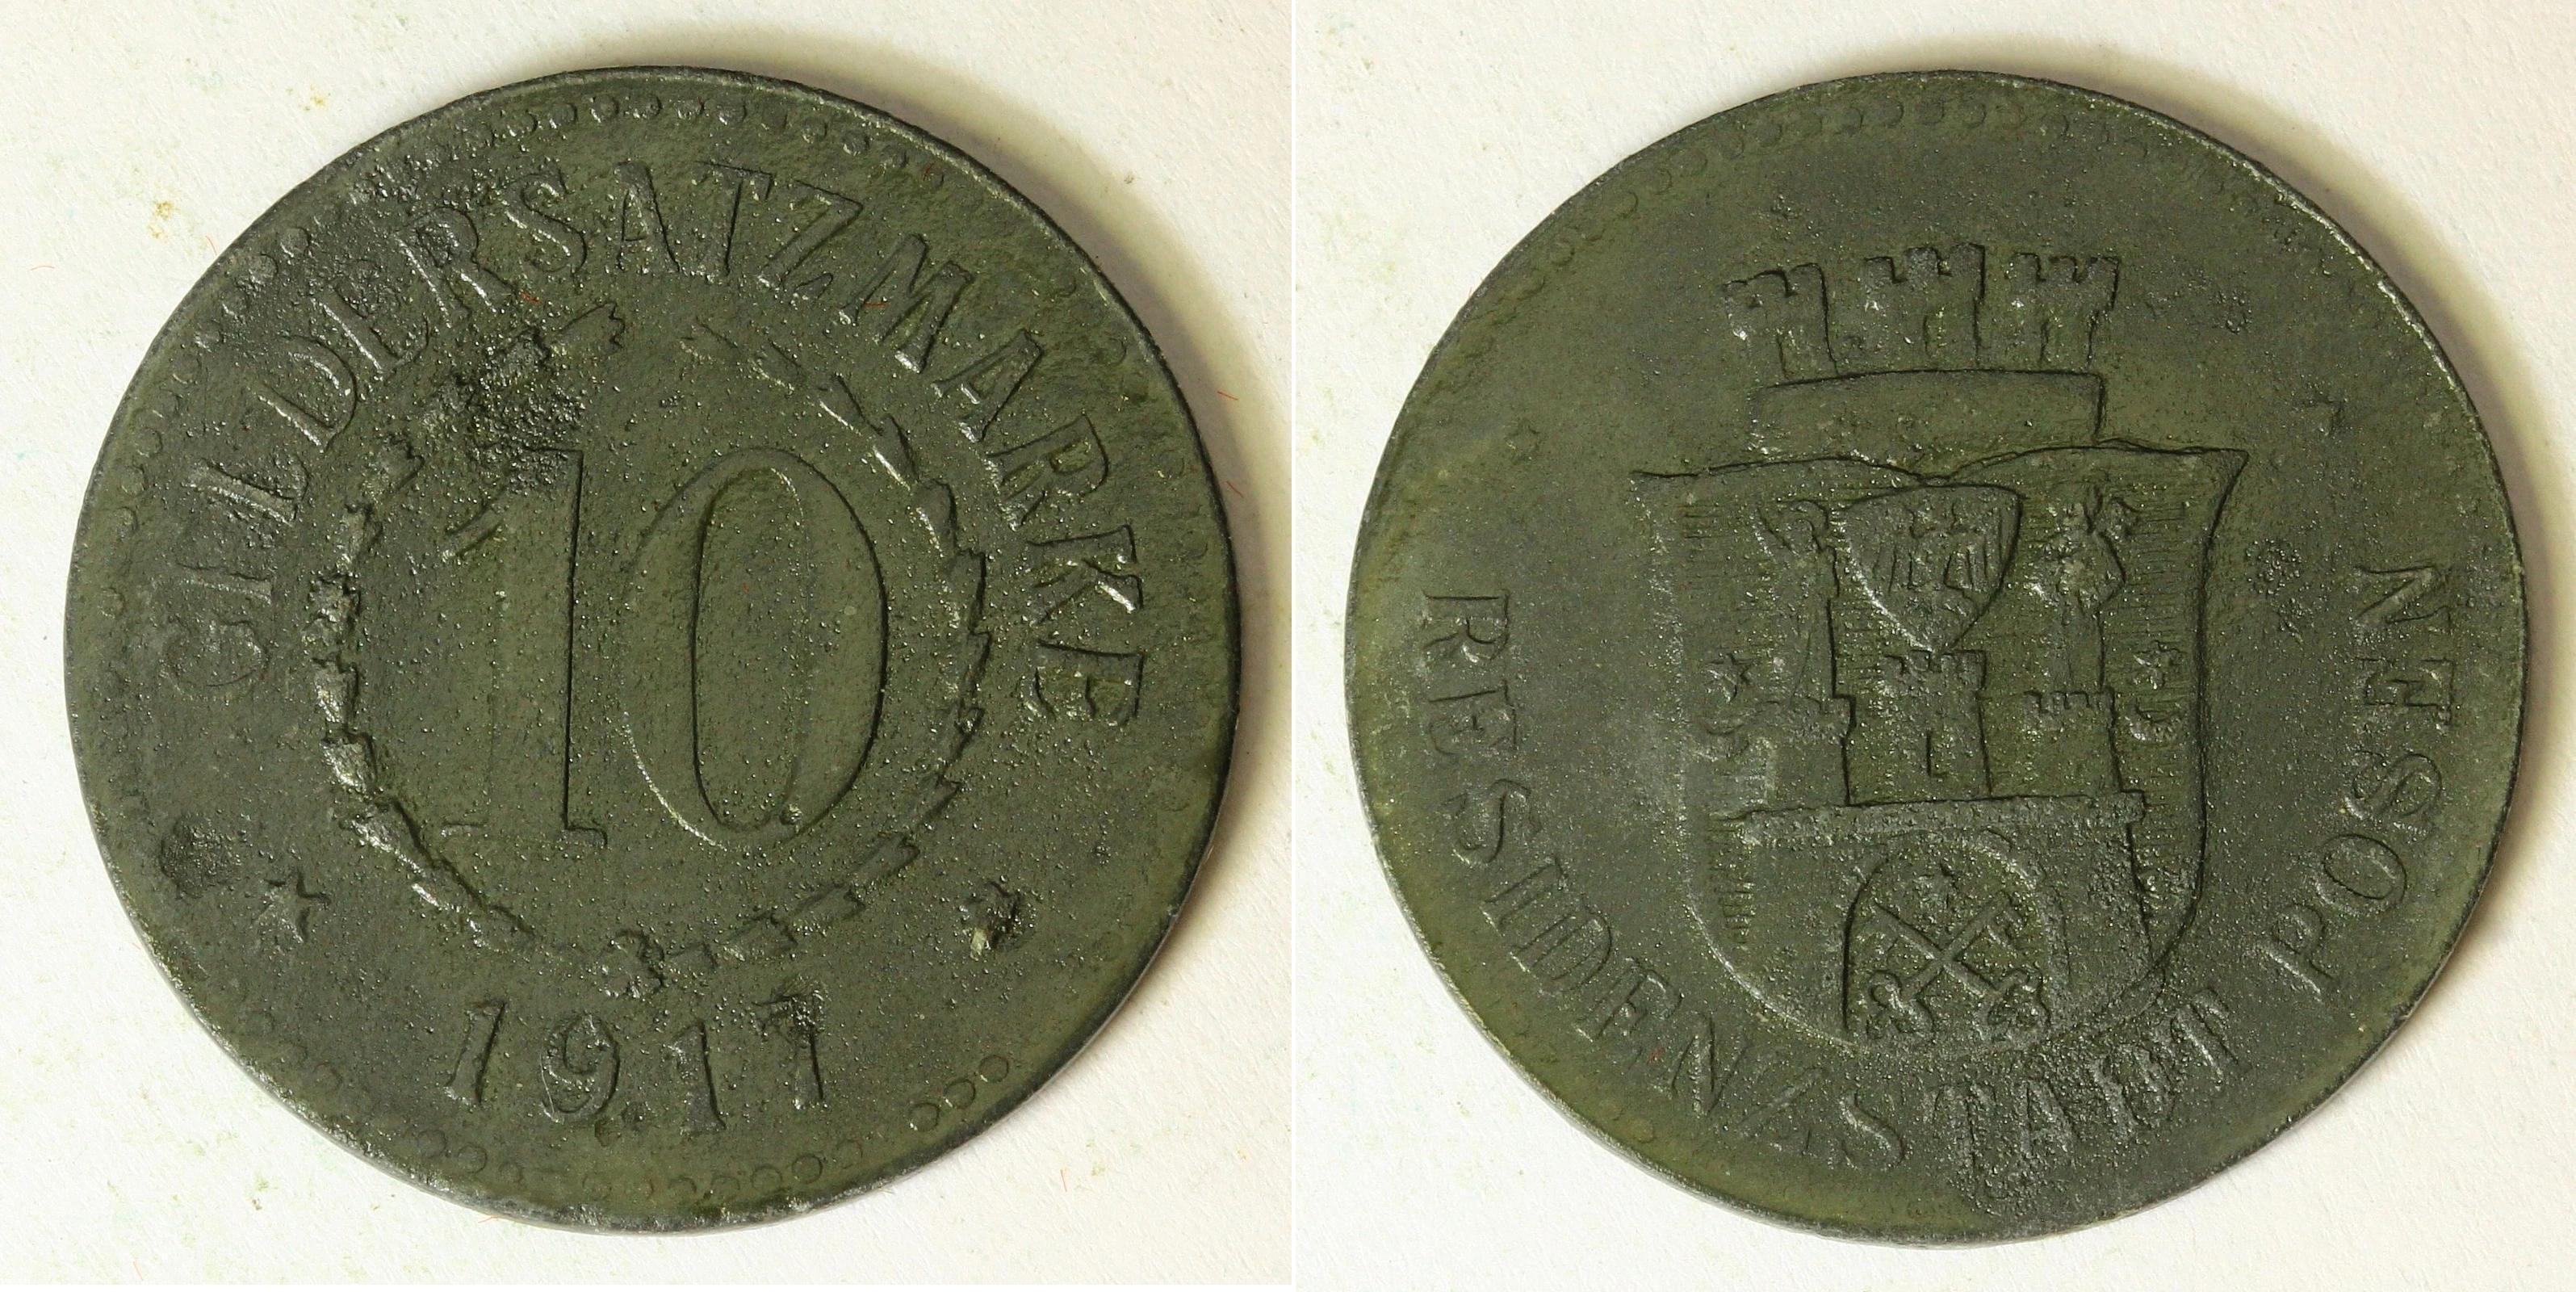 GELDERSATZMARKE
10
1917
RESIDENZSTADT POSEN